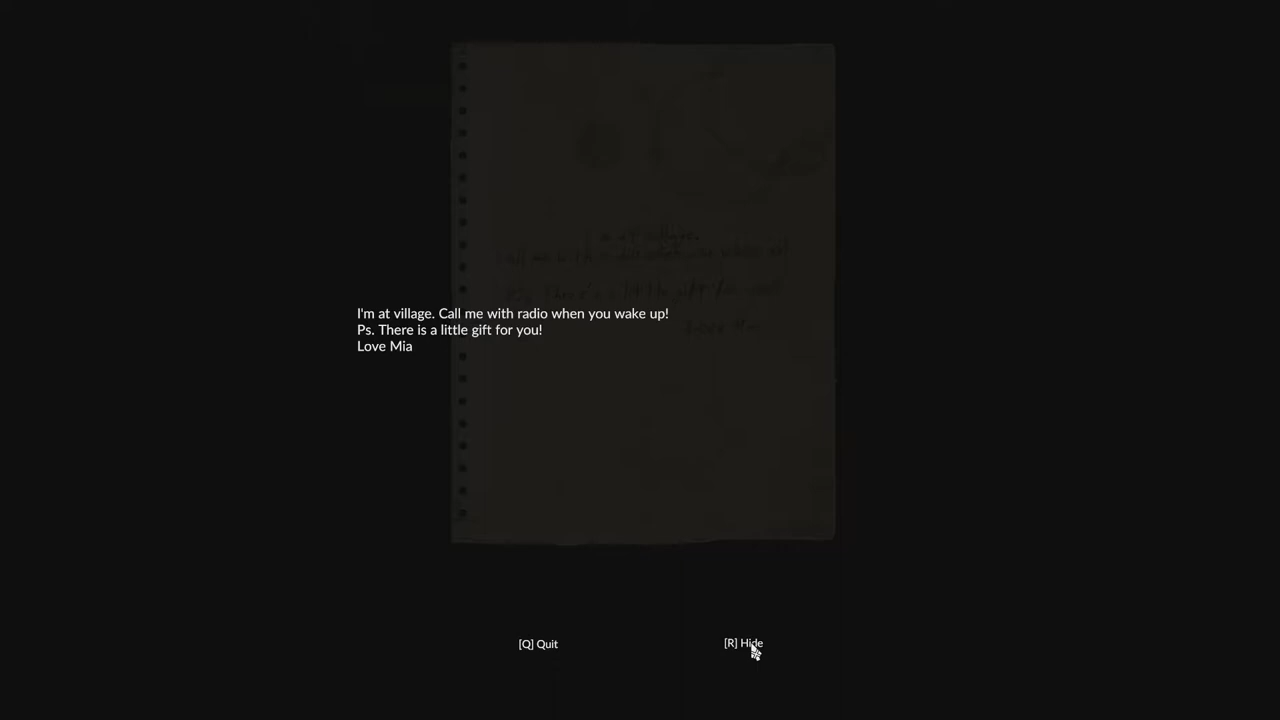 I'm at village. Call me with radio when you wake up!
Ps. There is a little gift for you!
Love Mia
[Q] Quit
[R] Hide